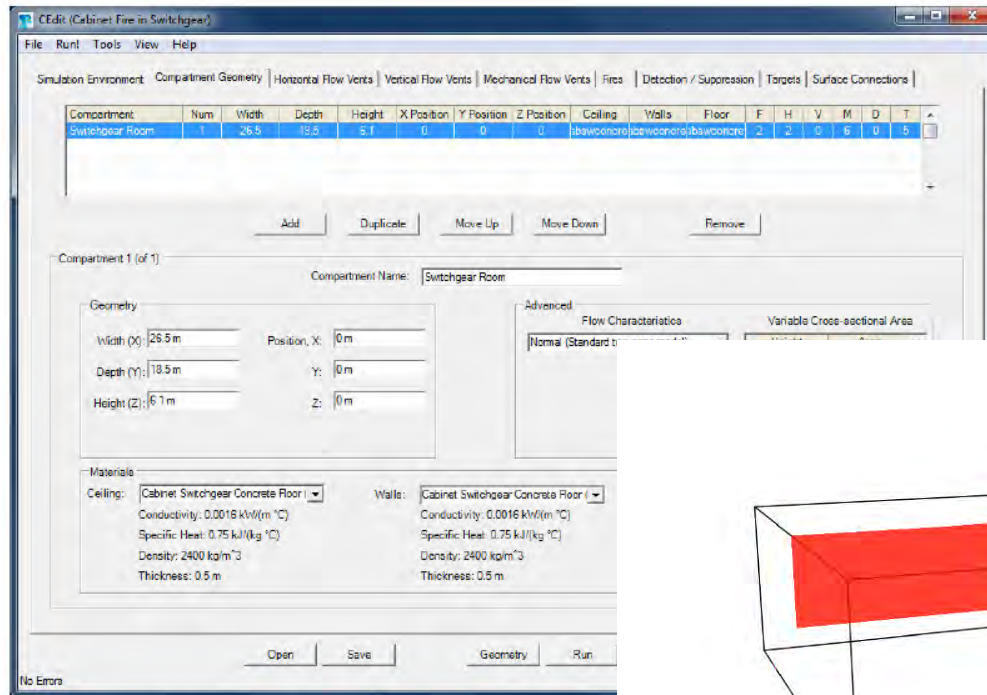 CEdit (Cabinet Fire in Switchgear)
File Run! Tools View Help
Simulation Environment Compartment Geometry Horizontal Flow Vents Vertical Flow Vents Mechanical Flow Vents Fires Detection / Suppression Targets Surface Connections
Compartment Num Width Depth Height X Position Y Position Z Position Ceiling Walls Floor F H V M D T
Switchgear Room 1 26.5 18.5 6.1 0 0 0 2 2 0 6 0 5
Add Duplicate Move Up Move Down Remove
Compartment 1 (of 1)
Compartment Name: Switchgear Room
Geometry Advanced
Flow Characteristics Variable Cross-sectional Area
Width (X): 26.5 m Position, X: 0 m Normal (Standard
Depth (Y): 18.5 m Y: 0 m
Height (Z): 6.1 m Z: 0 m
Materials
Ceiling: Cabinet Switchgear Concrete Floor ( Walls: Cabinet Switchgear Concrete Floor (
Conductivity: 0.0016 kW/(m °C) Conductivity: 0.0016 kW/(m °C)
Specific Heat: 0.75 kJ/(kg °C) Specific Heat: 0.75 kJ/(kg °C)
Density: 2400 kg/m^3 Density: 2400 kg/m^3
Thickness: 0.5 m Thickness: 0.5 m
Open Save Geometry Run
No Errors